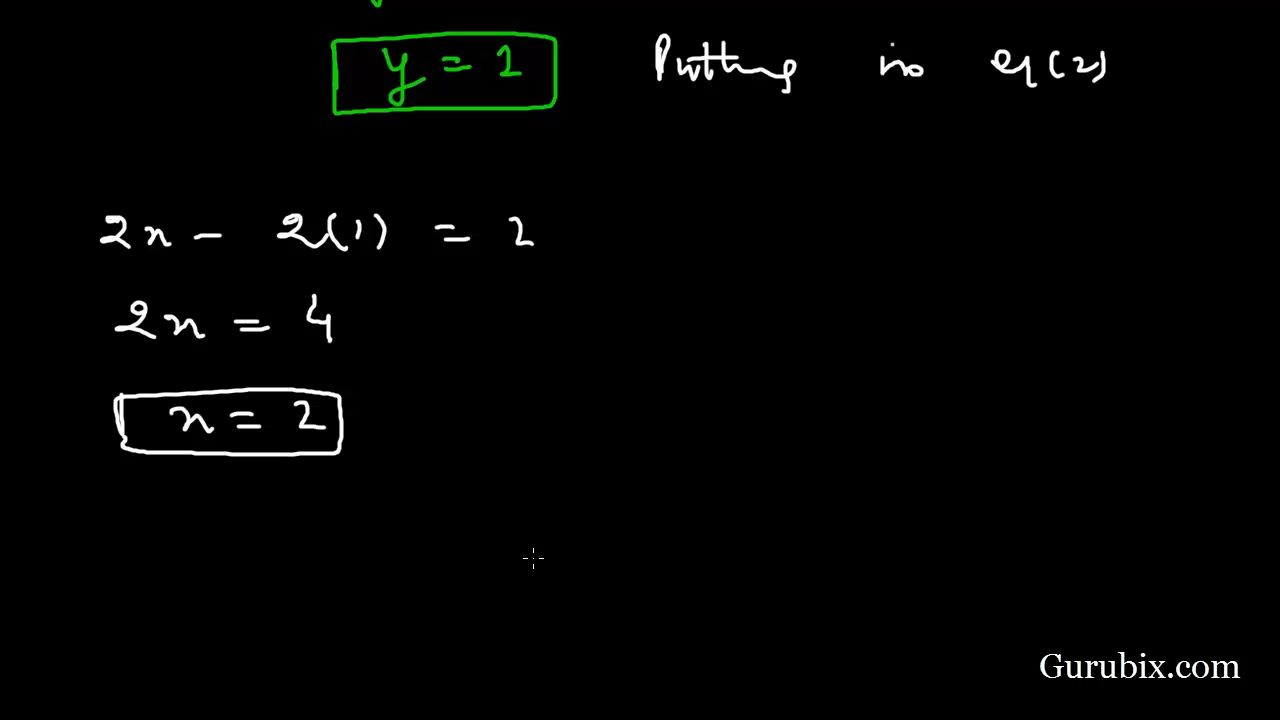 y = 1 Putting in eq(2)
2x - 2(1) = 2
2x = 4
x = 2
Gurubix.com